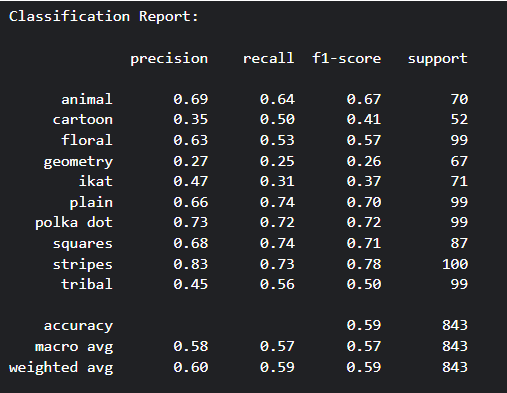 Classification Report:
precision recall f1-score support
animal 0.69 0.64 0.67 70
cartoon 0.35 0.50 0.41 52
floral 0.63 0.53 0.57 99
geometry 0.27 0.25 0.26 67
ikat 0.47 0.31 0.37 71
plain 0.66 0.74 0.70 99
polka dot 0.73 0.72 0.72 99
squares 0.68 0.74 0.71 87
stripes 0.83 0.73 0.78 100
tribal 0.45 0.56 0.50 99
accuracy 0.59 843
macro avg 0.58 0.57 0.57 843
weighted avg 0.60 0.59 0.59 843